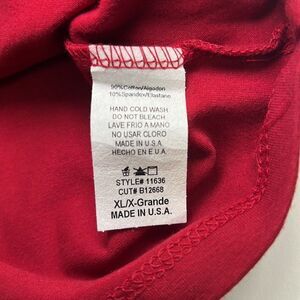 90%Cotton/Algodon
10%Spandex/Elastane
HAND COLD WASH
DO NOT BLEACH
LAVE FRIO A MANO
NO USAR CLORO
MADE IN U.S.A
HECHO EN E.U.A.
STYLE# 11636
CUT# B12668
XL/X-Grande
MADE IN U.S.A.